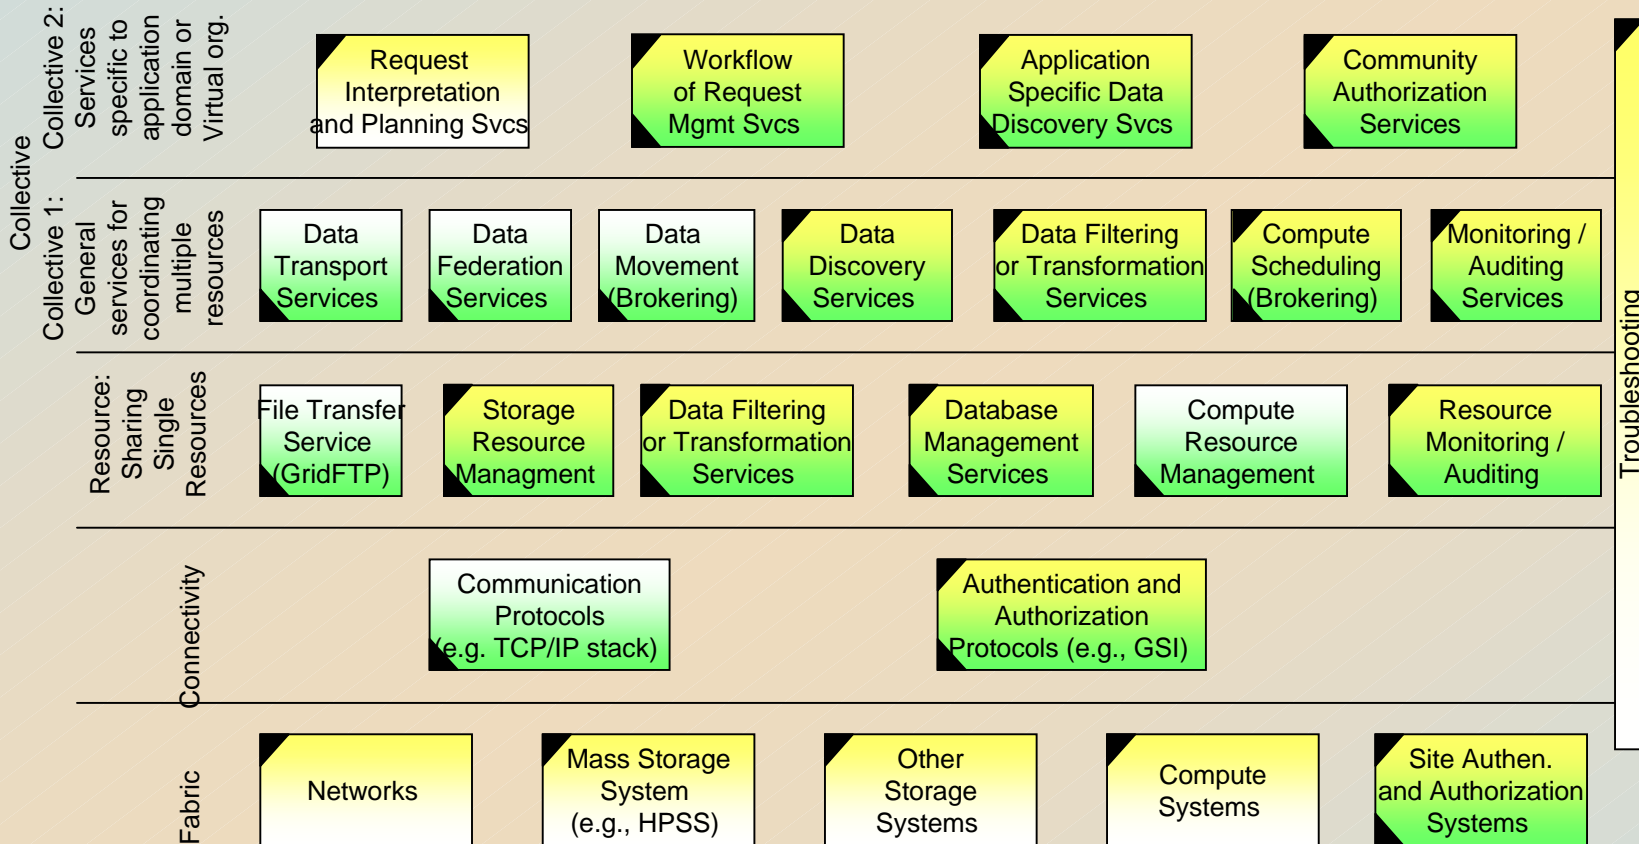 Collective
Collective 2:
Services
specific to
application
domain or
Virtual org.
Request
Interpretation
and Planning Svcs
Workflow
of Request
Mgmt Svcs
Application
Specific Data
Discovery Svcs
Community
Authorization
Services
Collective 1:
General
services for
coordinating
multiple
resources
Data
Transport
Services
Data
Federation
Services
Data
Movement
(Brokering)
Data
Discovery
Services
Data Filtering
or Transformation
Services
Compute
Scheduling
(Brokering)
Monitoring /
Auditing
Services
Troubleshooting
Resource:
Sharing
Single
Resources
File Transfer
Service
(GridFTP)
Storage
Resource
Managment
Data Filtering
or Transformation
Services
Database
Management
Services
Compute
Resource
Management
Resource
Monitoring /
Auditing
Connectivity
Communication
Protocols
(e.g. TCP/IP stack)
Authentication and
Authorization
Protocols (e.g., GSI)
Fabric
Networks
Mass Storage
System
(e.g., HPSS)
Other
Storage
Systems
Compute
Systems
Site Authen.
and Authorization
Systems